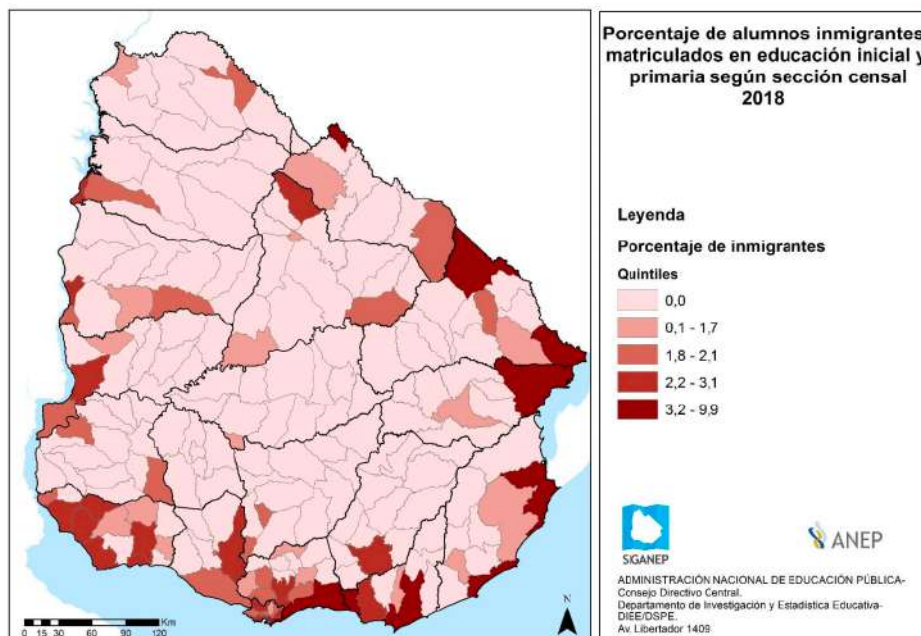 Porcentaje de alumnos inmigrantes
matriculados en educación inicial y
primaria según sección censal
2018
Leyenda
Porcentaje de inmigrantes
Quintiles
0,0
0,1 - 1,7
1,8 - 2,1
2,2 - 3,1
3,2 - 9,9
SIGANEP
ANEP
ADMINISTRACIÓN NACIONAL DE EDUCACIÓN PÚBLICA-
Consejo Directivo Central.
Departamento de Investigación y Estadística Educativa-
DIEE/DSPE.
Av. Libertador 1409
N
Km
0 15 30 60 90 120